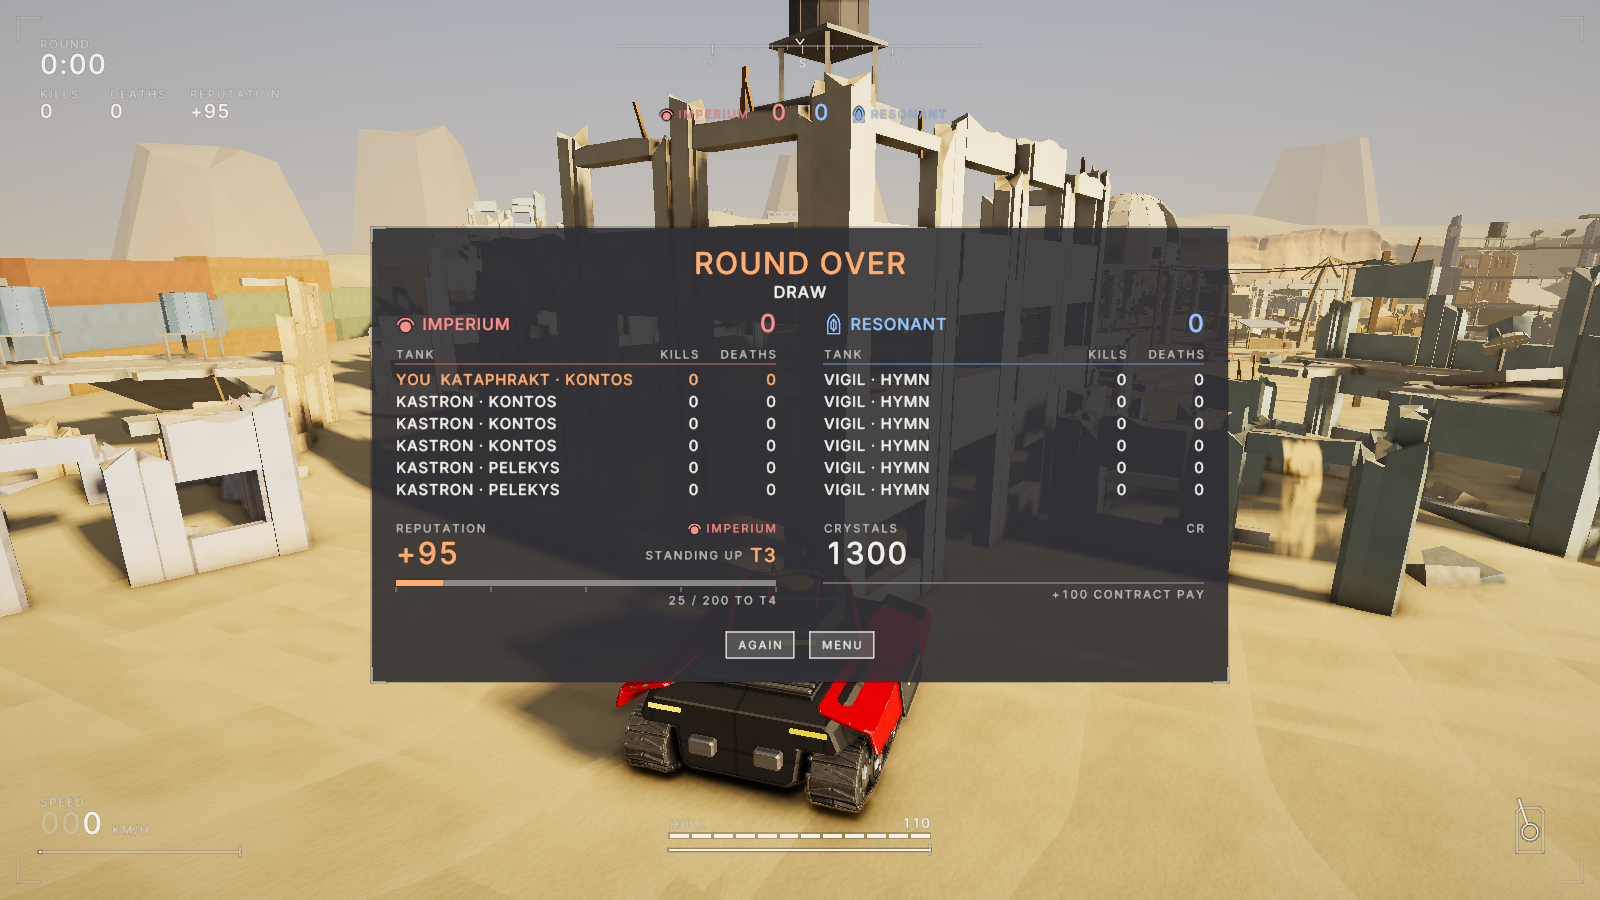 ROUND
0:00
KILLS DEATHS REPUTATION
0 0 +95
S
IMPERIUM 0 0 RESONANT
ROUND OVER
DRAW
IMPERIUM 0
TANK KILLS DEATHS
YOU KATAPHRAKT · KONTOS 0 0
KASTRON · KONTOS 0 0
KASTRON · KONTOS 0 0
KASTRON · KONTOS 0 0
KASTRON · PELEKYS 0 0
KASTRON · PELEKYS 0 0
RESONANT 0
TANK KILLS DEATHS
VIGIL · HYMN 0 0
VIGIL · HYMN 0 0
VIGIL · HYMN 0 0
VIGIL · HYMN 0 0
VIGIL · HYMN 0 0
VIGIL · HYMN 0 0
REPUTATION IMPERIUM
+95 STANDING UP T3
25 / 200 TO T4
CRYSTALS CR
1300
+100 CONTRACT PAY
AGAIN MENU
SPEED
000 KM/H
HULL 110